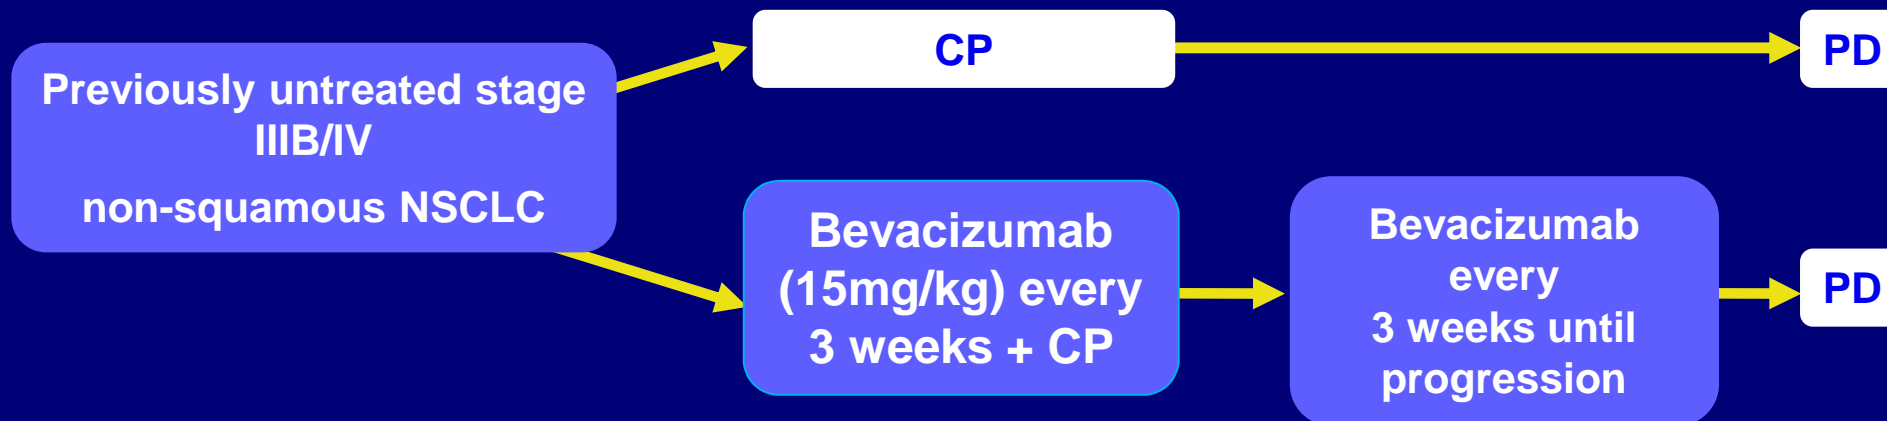 Previously untreated stage
IIIB/IV
non-squamous NSCLC
CP
PD
Bevacizumab
(15mg/kg) every
3 weeks + CP
Bevacizumab
every
3 weeks until
progression
PD